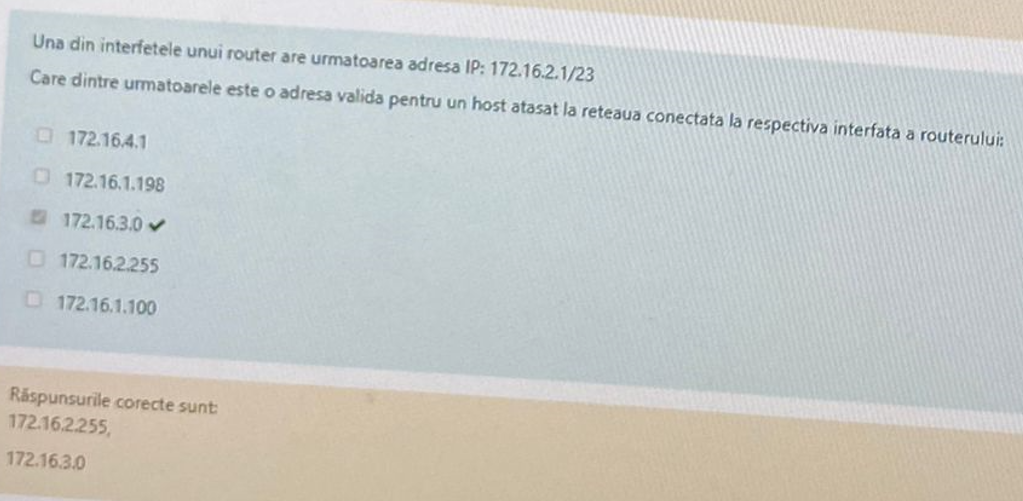 Una din interfetele unui router are urmatoarea adresa IP: 172.16.2.1/23
Care dintre urmatoarele este o adresa valida pentru un host atasat la reteaua conectata la respectiva interfata a routerului:
172.16.4.1
172.16.1.198
172.16.3.0
172.16.2.255
172.16.1.100
Răspunsurile corecte sunt:
172.16.2.255,
172.16.3.0